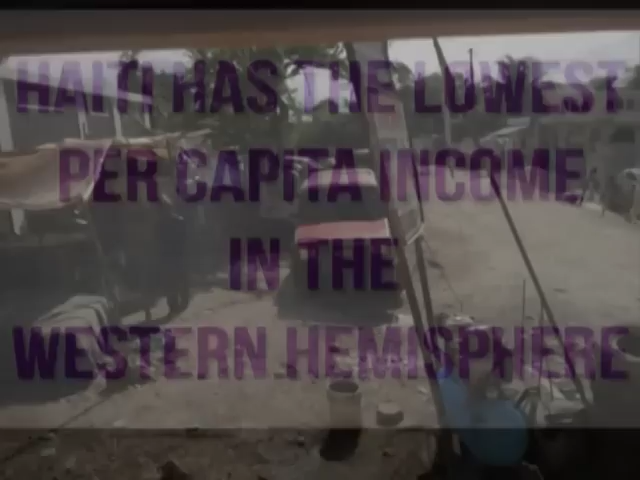 HAITI HAS THE LOWEST
PER CAPITA INCOME
IN THE
WESTERN HEMISPHERE